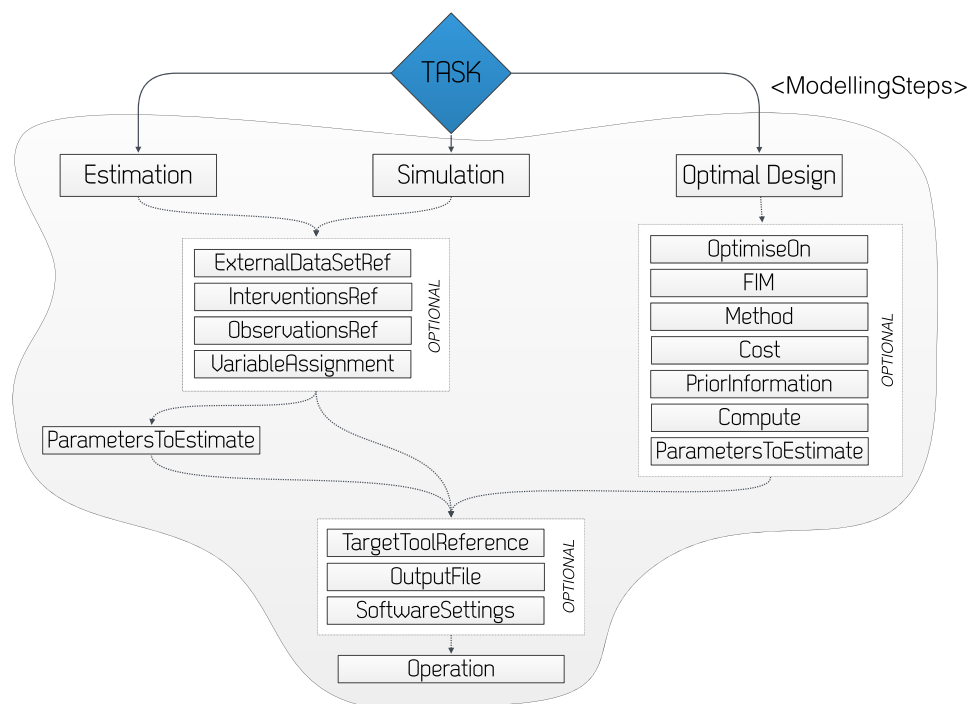 TASK
<ModellingSteps>
Estimation
Simulation
Optimal Design
ExternalDataSetRef
InterventionsRef
ObservationsRef
VariableAssignment
OPTIONAL
OptimiseOn
FIM
Method
Cost
PriorInformation
Compute
ParametersToEstimate
OPTIONAL
ParametersToEstimate
TargetToolReference
OutputFile
SoftwareSettings
OPTIONAL
Operation